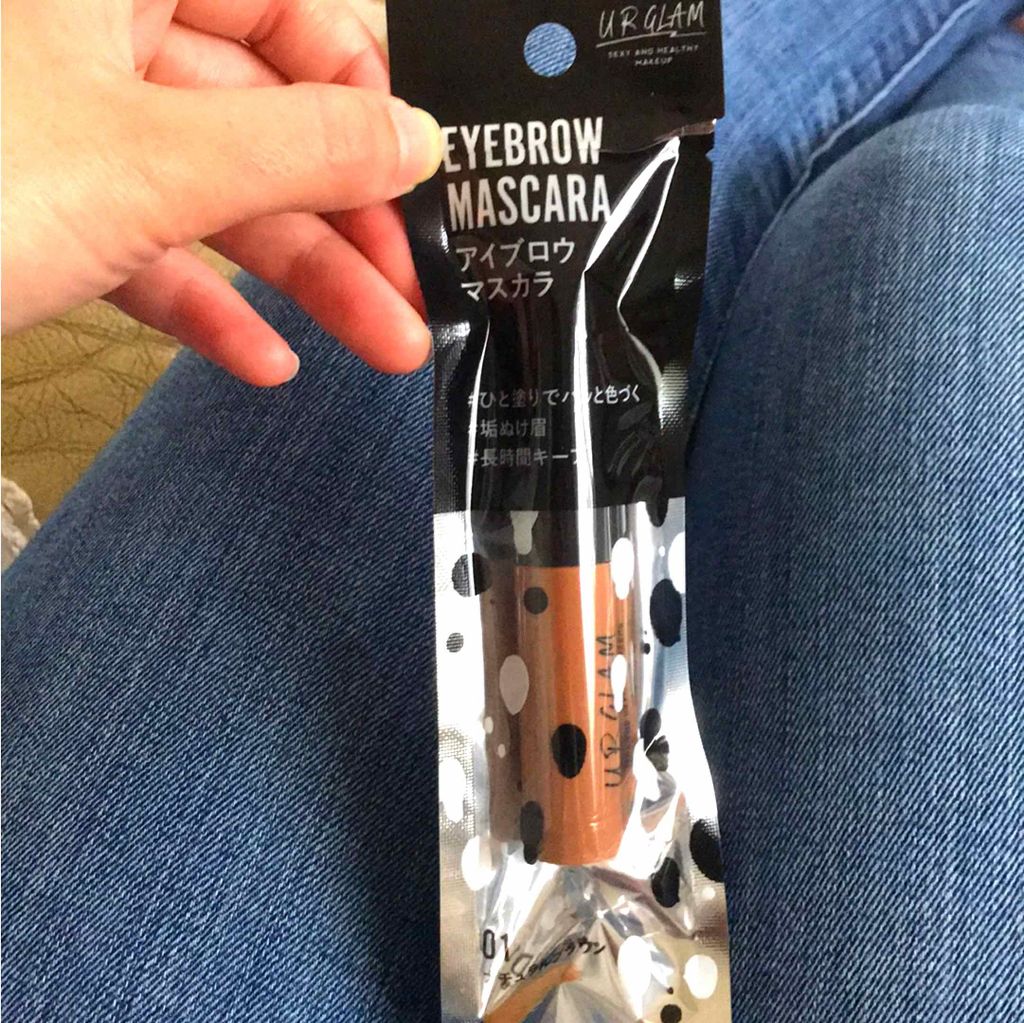 UR GLAM
SEXY AND HEALTHY
MAKEUP
EYEBROW
MASCARA
アイブロウ
マスカラ
#ひと塗りでパッと色づく
#垢ぬけ眉
#長時間キープ
UR GLAM
01